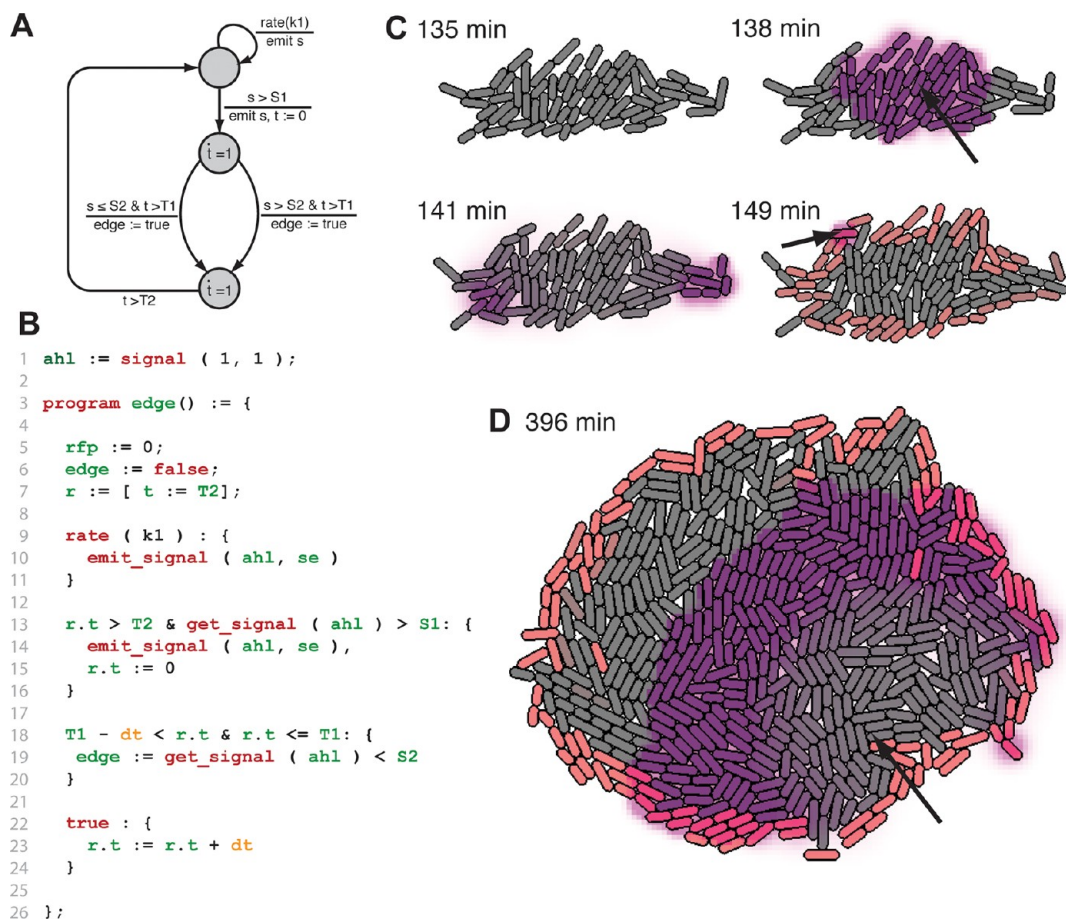 A
rate(k1)
emit s
s > S1
emit s, t := 0
ṫ =1
s ≤ S2 & t>T1
edge := true
s > S2 & t>T1
edge := true
ṫ =1
t >T2
B
1 ahl := signal ( 1, 1 );
2
3 program edge() := {
4
5 rfp := 0;
6 edge := false;
7 r := [ t := T2];
8
9 rate ( k1 ) : {
10 emit_signal ( ahl, se )
11 }
12
13 r.t > T2 & get_signal ( ahl ) > S1: {
14 emit_signal ( ahl, se ),
15 r.t := 0
16 }
17
18 T1 - dt < r.t & r.t <= T1: {
19 edge := get_signal ( ahl ) < S2
20 }
21
22 true : {
23 r.t := r.t + dt
24 }
25
26 };
C
135 min
138 min
141 min
149 min
D 396 min